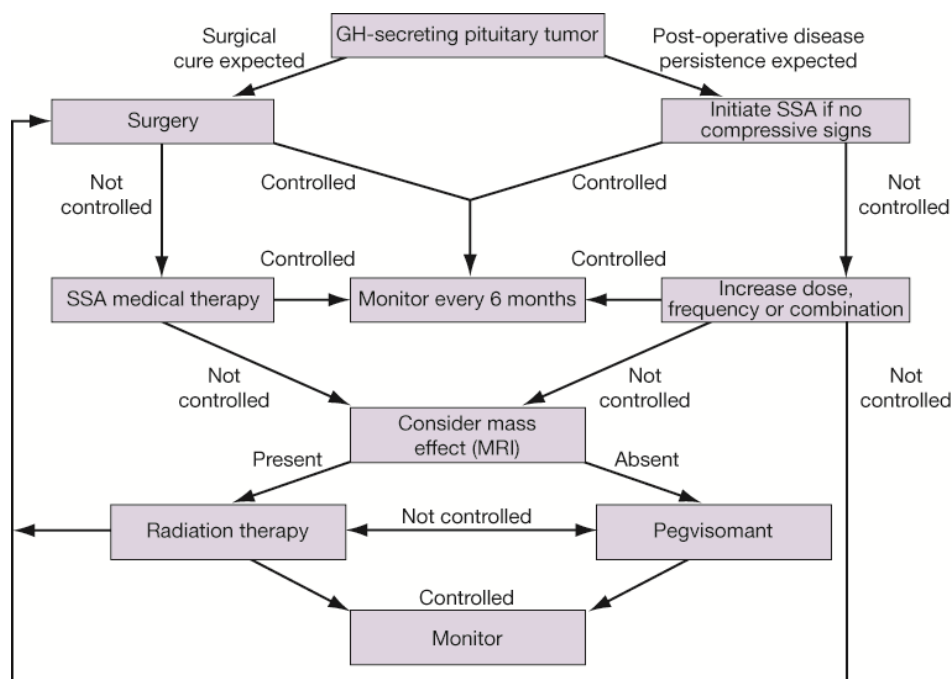 GH-secreting pituitary tumor
Surgical
cure expected
Post-operative disease
persistence expected
Surgery
Initiate SSA if no
compressive signs
Not
controlled
Controlled
Controlled
Not
controlled
Controlled
Controlled
SSA medical therapy
Monitor every 6 months
Increase dose,
frequency or combination
Not
controlled
Not
controlled
Not
controlled
Consider mass
effect (MRI)
Present
Absent
Radiation therapy
Not controlled
Pegvisomant
Controlled
Monitor